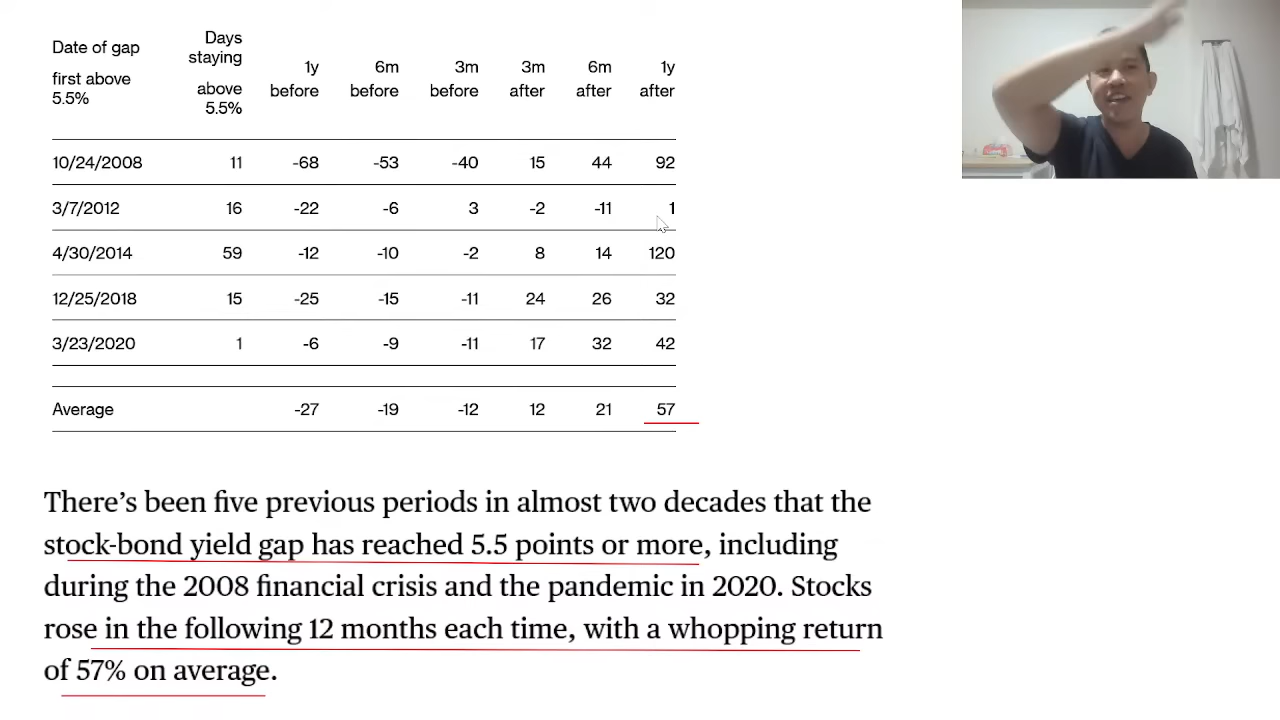 Date of gap first above 5.5% Days staying above 5.5% 1y before 6m before 3m before 3m after 6m after 1y after
10/24/2008 11 -68 -53 -40 15 44 92
3/7/2012 16 -22 -6 3 -2 -11 1
4/30/2014 59 -12 -10 -2 8 14 120
12/25/2018 15 -25 -15 -11 24 26 32
3/23/2020 1 -6 -9 -11 17 32 42
Average -27 -19 -12 12 21 57
There’s been five previous periods in almost two decades that the
stock-bond yield gap has reached 5.5 points or more, including
during the 2008 financial crisis and the pandemic in 2020. Stocks
rose in the following 12 months each time, with a whopping return
of 57% on average.